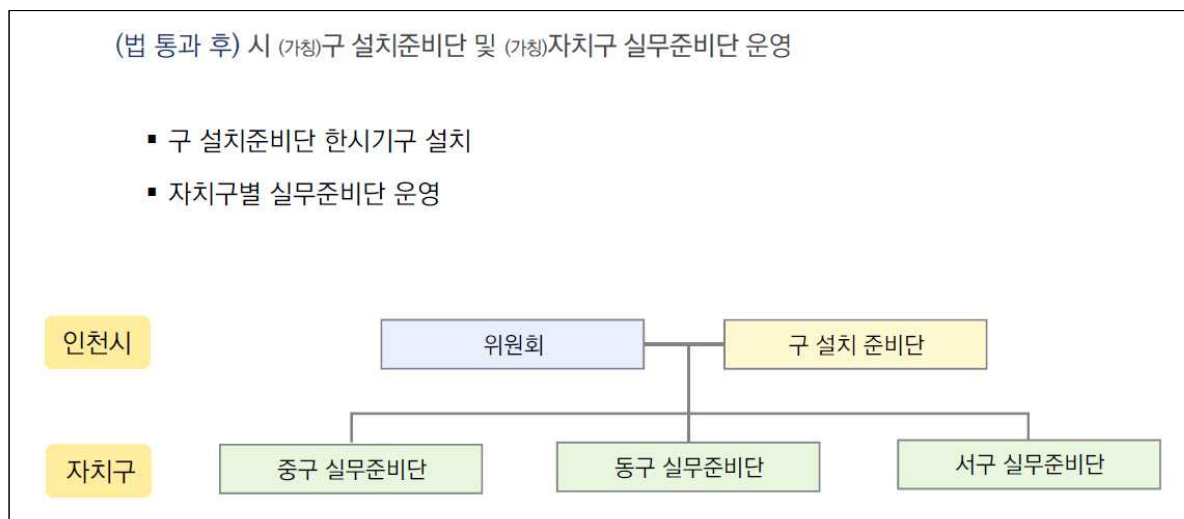 (법 통과 후) 시 (가칭)구 설치준비단 및 (가칭)자치구 실무준비단 운영
▪ 구 설치준비단 한시기구 설치
▪ 자치구별 실무준비단 운영
인천시
위원회
구 설치 준비단
자치구
중구 실무준비단
동구 실무준비단
서구 실무준비단